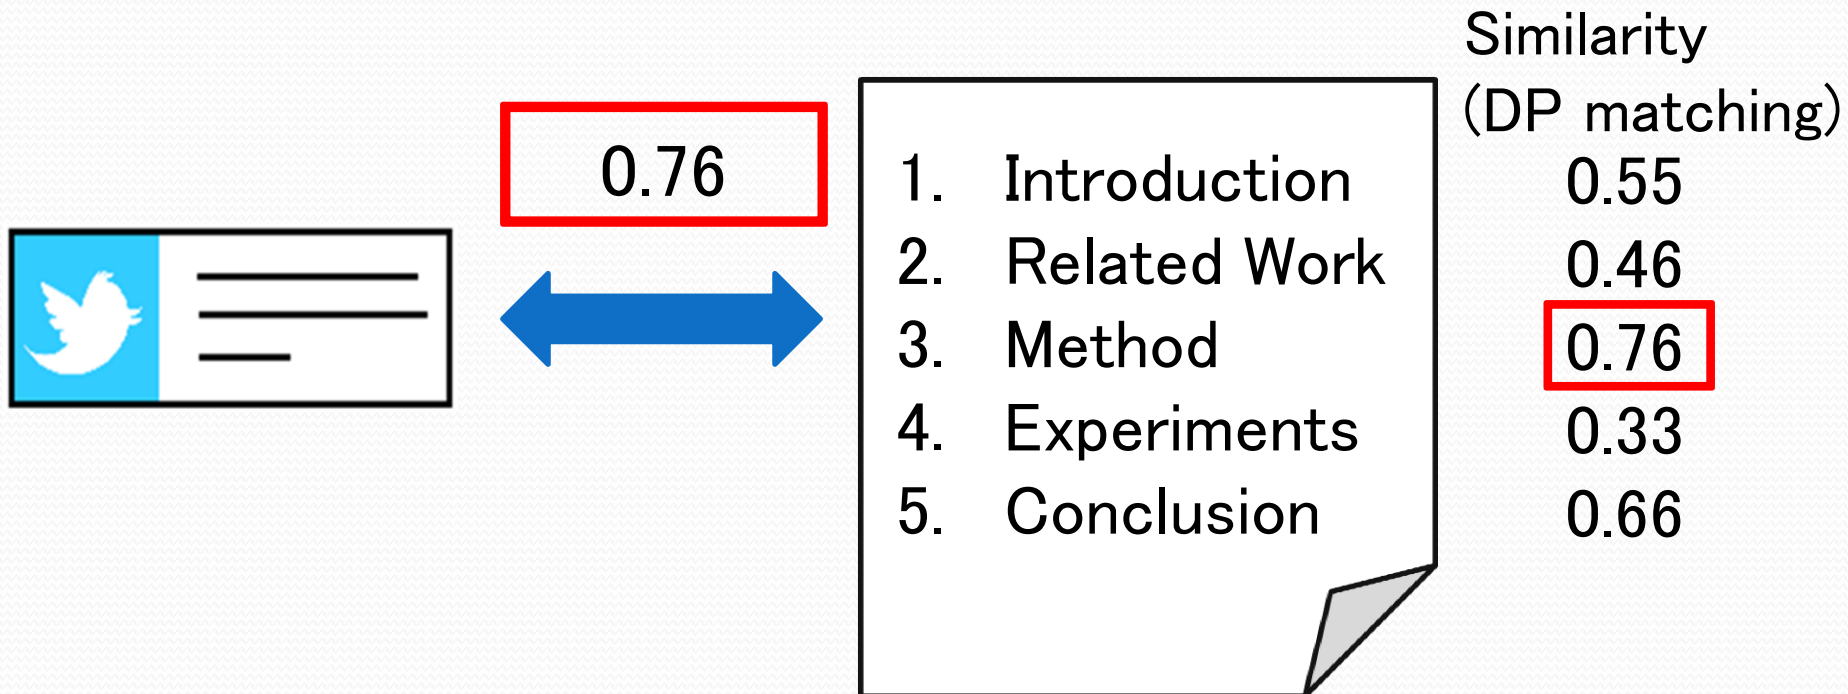 Similarity
(DP matching)
0.76
1. Introduction 0.55
2. Related Work 0.46
3. Method 0.76
4. Experiments 0.33
5. Conclusion 0.66